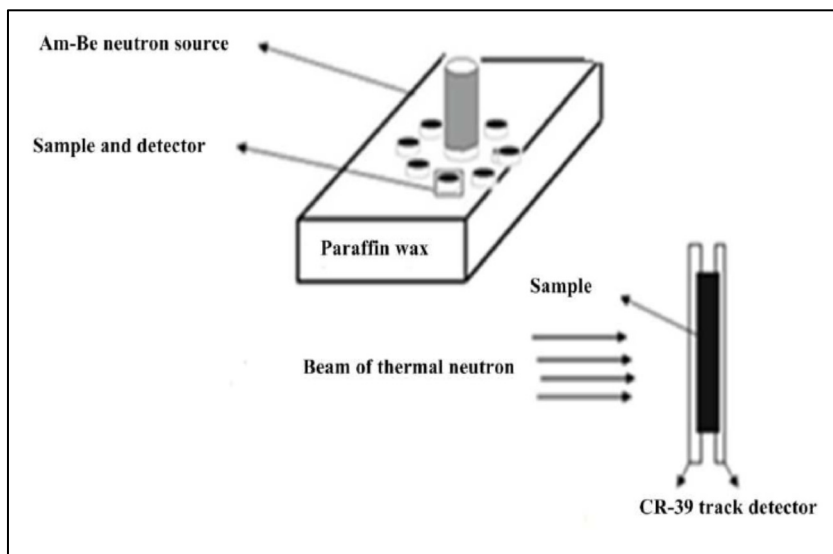 Am-Be neutron source
Sample and detector
Paraffin wax
Sample
Beam of thermal neutron
CR-39 track detector